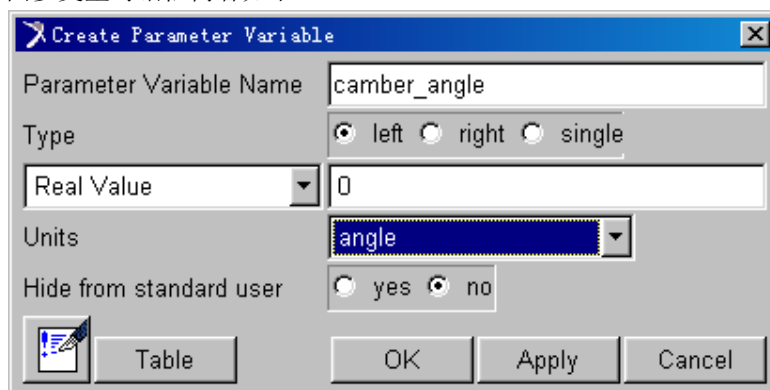 Create Parameter Variabl
Parameter Variable Name camber_angle
Type left right single
Real Value 0
Units angle
Hide from standard user yes no
Table OK Apply Cancel